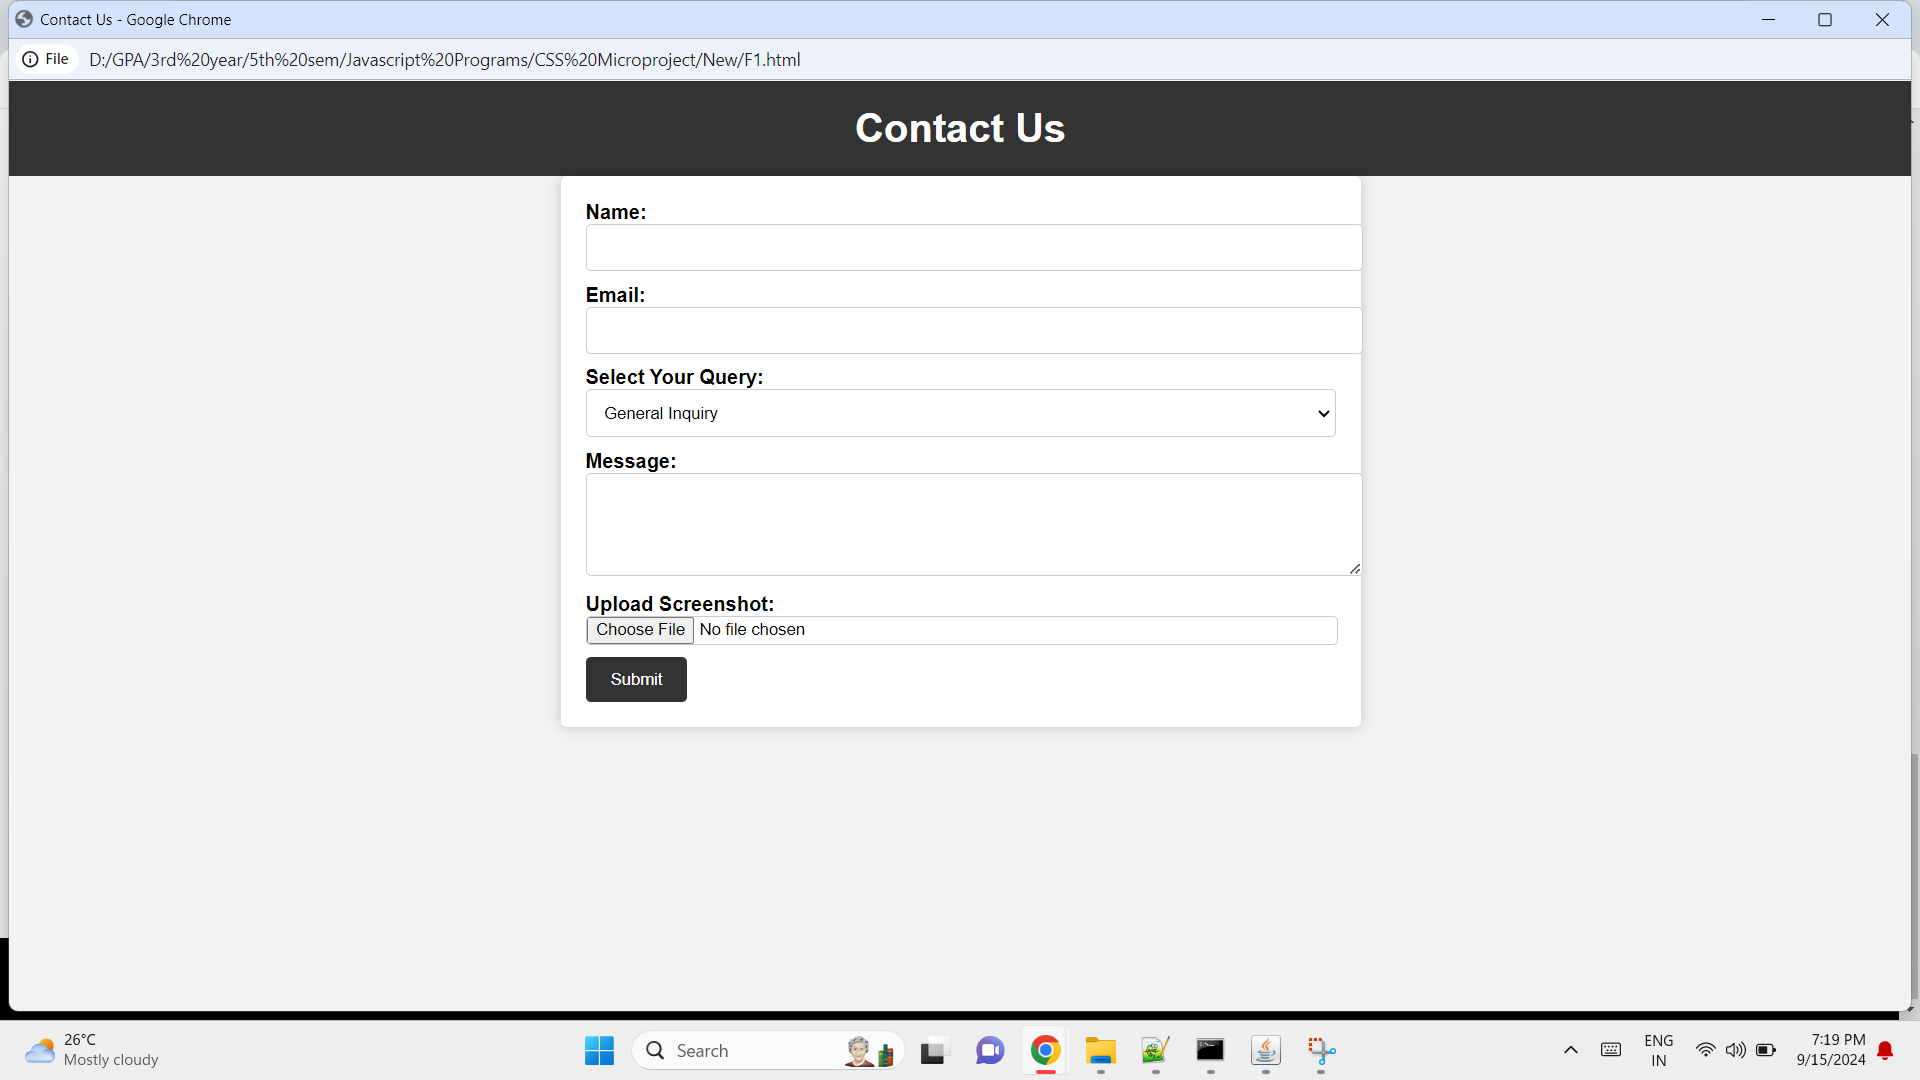 Contact Us - Google Chrome
File D:/GPA/3rd%20year/5th%20sem/Javascript%20Programs/CSS%20Microproject/New/F1.html
Contact Us
Name:
Email:
Select Your Query:
General Inquiry
Message:
Upload Screenshot:
Choose File No file chosen
Submit
26°C
Mostly cloudy
Search
ENG
IN
7:19 PM
9/15/2024